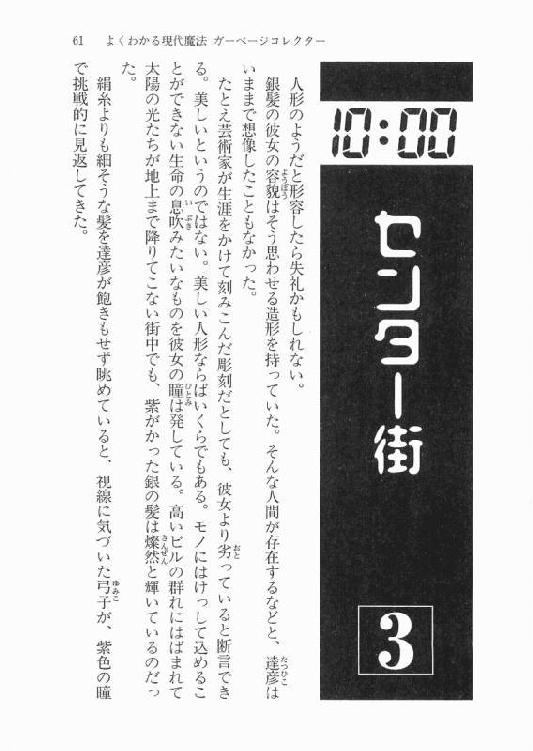 61　よくわかる現代魔法 ガーベージコレクター
10:00
センター街
3
人形のようだと形容したら失礼かもしれない。
銀髪の彼女の容貌はそう思わせる造形を持っていた。そんな人間が存在するなどと、達彦は
いままで想像したこともなかった。
たとえ芸術家が生涯をかけて刻みこんだ彫刻だとしても、彼女より劣っていると断言でき
る。美しいというのではない。美しい人形ならばいくらでもある。モノにはけっして込めるこ
とができない生命の息吹みたいなものを彼女の瞳は発している。高いビルの群れにはばまれて
太陽の光たちが地上まで降りてこない街中でも、紫がかった銀の髪は燦然と輝いているのだっ
た。
絹糸よりも細そうな髪を達彦が飽きもせず眺めていると、視線に気づいた弓子が、紫色の瞳
で挑戦的に見返してきた。